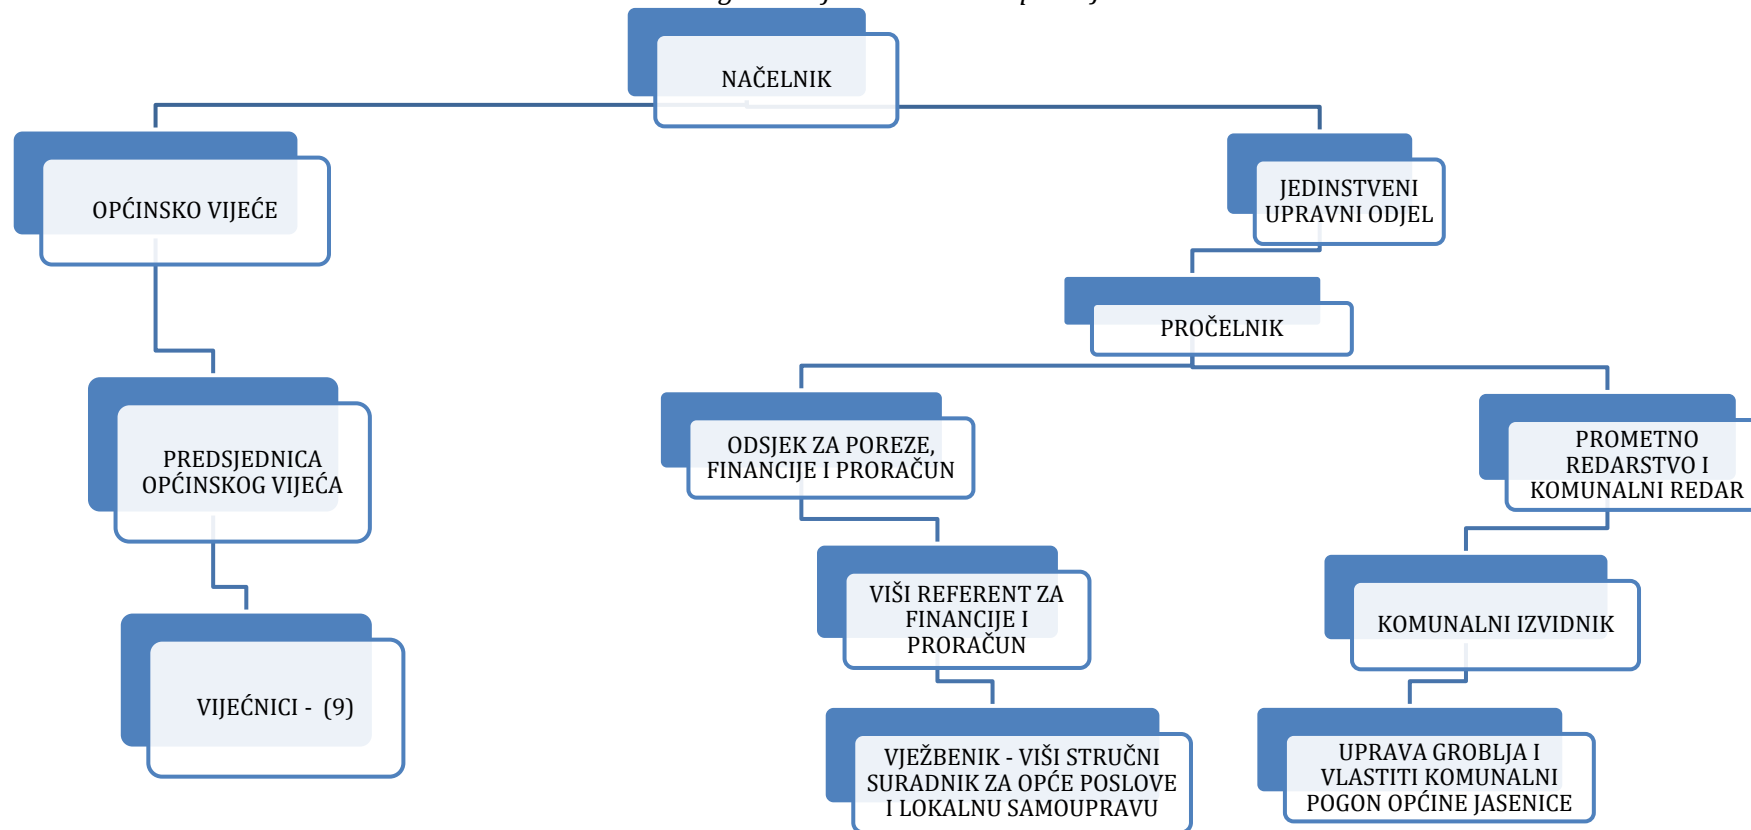 NAČELNIK
OPĆINSKO VIJEĆE
JEDINSTVENI
UPRAVNI ODJEL
PROČELNIK
PREDSJEDNICA
OPĆINSKOG VIJEĆA
ODSJEK ZA POREZE,
FINANCIJE I PRORAČUN
PROMETNO
REDARSTVO I
KOMUNALNI REDAR
VIŠI REFERENT ZA
FINANCIJE I
PRORAČUN
KOMUNALNI IZVIDNIK
VIJEĆNICI - (9)
VJEŽBENIK - VIŠI STRUČNI
SURADNIK ZA OPĆE POSLOVE
I LOKALNU SAMOUPRAVU
UPRAVA GROBLJA I
VLASTITI KOMUNALNI
POGON OPĆINE JASENICE